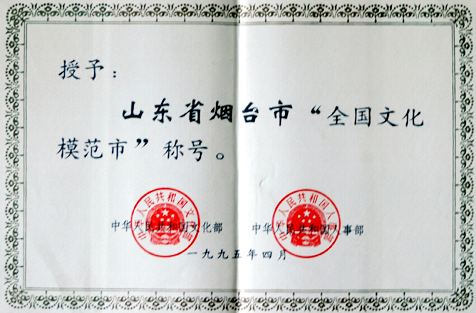 授予：
山东省烟台市“全国文化
模范市”称号。
中华人民共和国文化部
中华人民共和国人事部
一九九五年四月